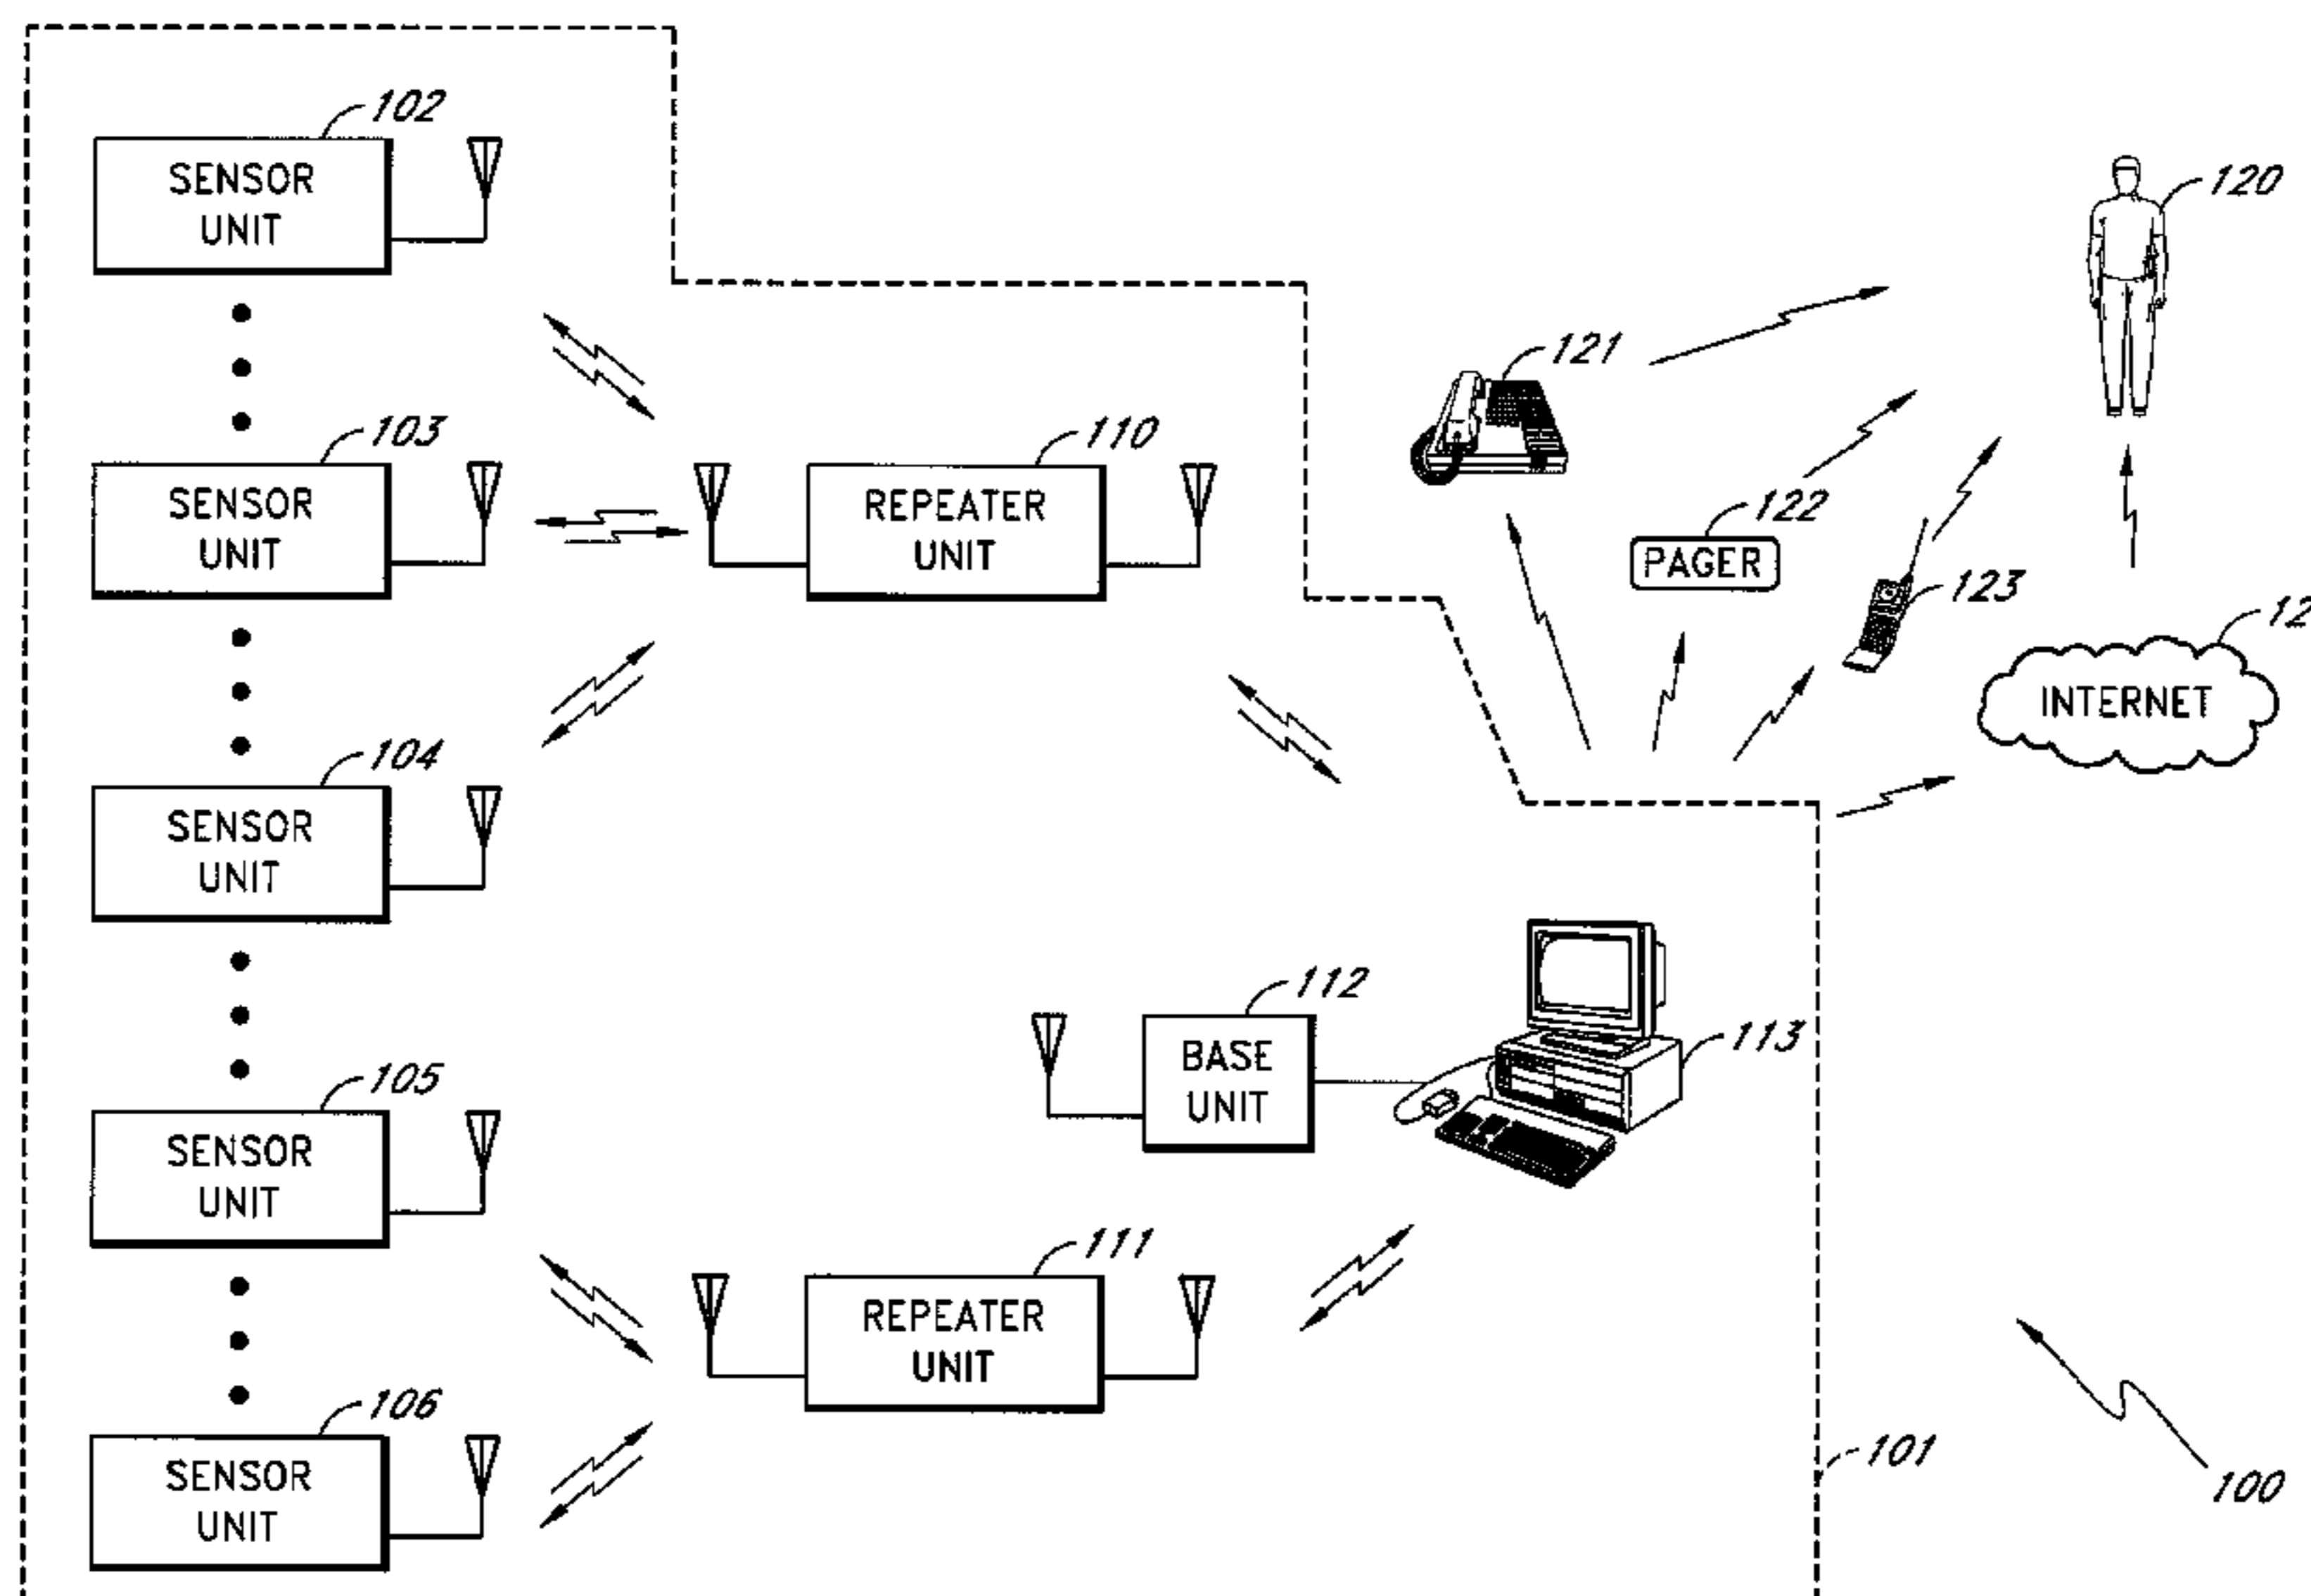 102
SENSOR
UNIT
120
121
103
110
SENSOR
UNIT
REPEATER
UNIT
122
PAGER
123
INTERNET
104
SENSOR
UNIT
112
BASE
UNIT
113
105
SENSOR
UNIT
111
REPEATER
UNIT
106
SENSOR
UNIT
101
100